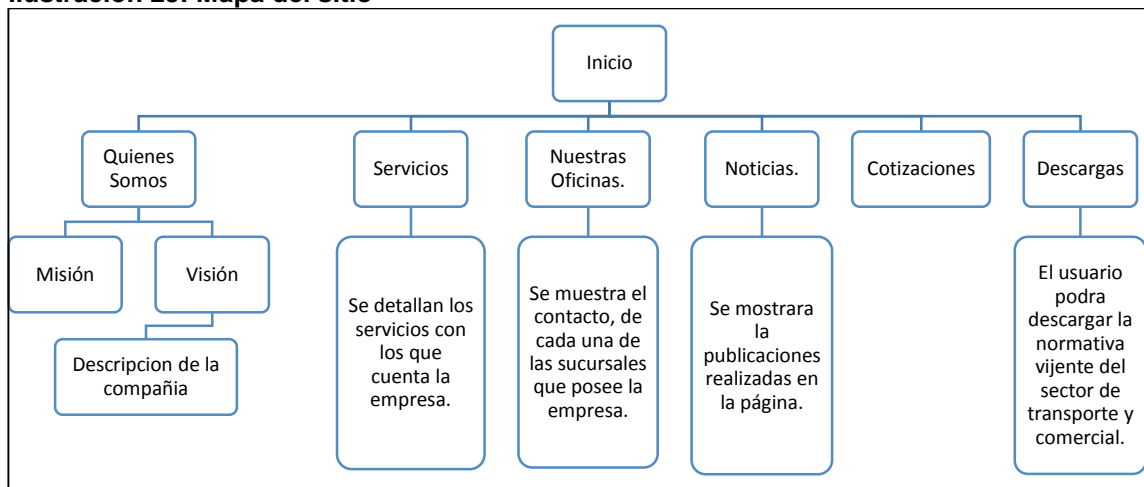 Inicio
Quienes
Somos
Servicios
Nuestras
Oficinas.
Noticias.
Cotizaciones
Descargas
Misión
Visión
Descripcion de la
compañia
Se detallan los
servicios con
los que
cuenta la
empresa.
Se muestra el
contacto, de
cada una de
las sucursales
que posee la
empresa.
Se mostrara
la
publicaciones
realizadas en
la página.
El usuario
podra
descargar la
normativa
vijente del
sector de
transporte y
comercial.